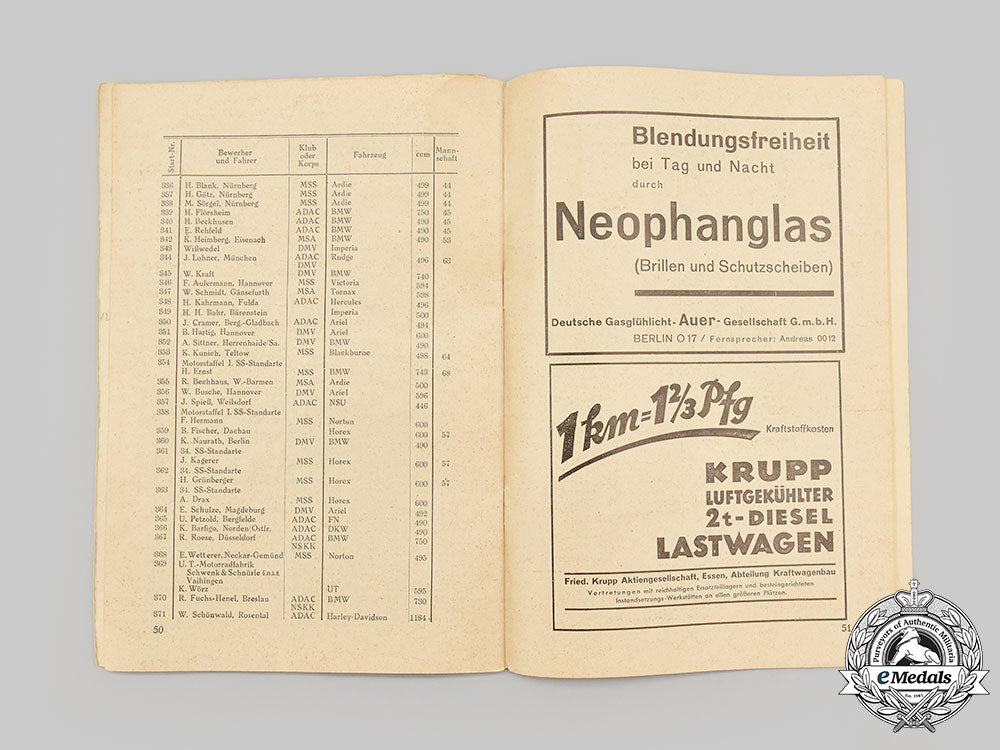 Start-Nr. Bewerber und Fahrer Klub oder Korps Fahrzeug ccm Mannschaft
336 H. Blank, Nürnberg MSS Ardie 499 44
337 H. Götz, Nürnberg MSS Ardie 499 44
338 M. Sörgel, Nürnberg MSS Ardie 499 44
339 H. Flörsheim ADAC BMW 750 45
340 H. Beckhusen ADAC BMW 490 45
341 E. Rehfeld ADAC BMW 490 45
342 K. Heimberg, Eisenach MSA BMW 490 53
343 Wißwedel DMV Imperia
344 J. Lohner, München ADAC Rudge 496 63
DMV
345 W. Kraft DMV BMW 740
346 F. Aufermann, Hannover MSS Victoria 594
347 W. Schmidt, Gänsefurth MSA Tornax 598
348 H. Kahrmann, Fulda ADAC Hercules 496
349 H. H. Bahr, Bärenstein Imperia 500
350 J. Cramer, Berg.-Gladbach ADAC Ariel 494
351 B. Hartig, Hannover DMV Ariel 600
352 A. Sittner, Herrenhaide/Sa. DMV BMW 490
353 K. Kunich, Teltow MSS Blackburne 498 64
354 Motorstaffel I. SS-Standarte
H. Ernst MSS BMW 743 68
355 R. Bechhaus, W.-Barmen MSA Ardie 500
356 W. Busche, Hannover DMV Ariel 596
357 J. Spieß, Weilsdorf ADAC NSU 446
358 Motorstaffel I. SS-Standarte
F. Hermann MSS Norton 600
359 B. Fischer, Dachau Horex 600 57
360 K. Naurath, Berlin DMV BMW 490
361 34. SS-Standarte
J. Kagerer MSS Horex 600 57
362 34. SS-Standarte
H. Grünberger MSS Horex 600 57
363 34. SS-Standarte
A. Drax MSS Horex 600
364 E. Schulze, Magdeburg DMV Ariel 492
365 U. Petzold, Bergfelde ADAC FN 490
366 K. Barfigo, Norden/Ostfr. ADAC DKW 490
367 R. Roese, Düsseldorf ADAC BMW 750
NSKK
368 E. Wetterer, Neckar-Gemünd MSS Norton 495
369 U. T.-Motorradfabrik
Schwenk & Schnürle G.m.b.H.
Vaihingen
K. Wörz UT 595
370 R. Fuchs-Henel, Breslau ADAC BMW 730
NSKK
371 W. Schönwald, Rosental ADAC Harley-Davidson 1184
50
Blendungsfreiheit
bei Tag und Nacht
durch
Neophanglas
(Brillen und Schutzscheiben)
Deutsche Gasglühlicht-Auer-Gesellschaft G.m.b.H.
BERLIN O 17 / Fernsprecher: Andreas 0012
1 km = 1 2/3 Pfg
Kraftstoffkosten
KRUPP
LUFTGEKÜHLTER
2t-DIESEL
LASTWAGEN
Fried. Krupp Aktiengesellschaft, Essen, Abteilung Kraftwagenbau
Vertretungen mit reichhaltigen Ersatzteillagern und besteingerichteten
Instandsetzungs-Werkstätten an allen größeren Plätzen.
51
Purveyors of Authentic Militaria
eMedals